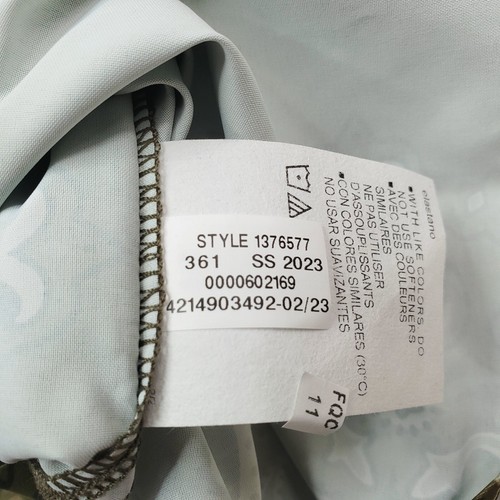 STYLE 1376577
361 SS 2023
0000602169
4214903492-02/23
elastano
▪WITH LIKE COLORS DO
NOT USE SOFTENERS
▪AVEC DES COULEURS
SIMILAIRES
NE PAS UTILISER
D'ASSOUPLISSANTS
▪CON COLORES SIMILARES (30°C)
NO USAR SUAVIZANTES
FQC
11